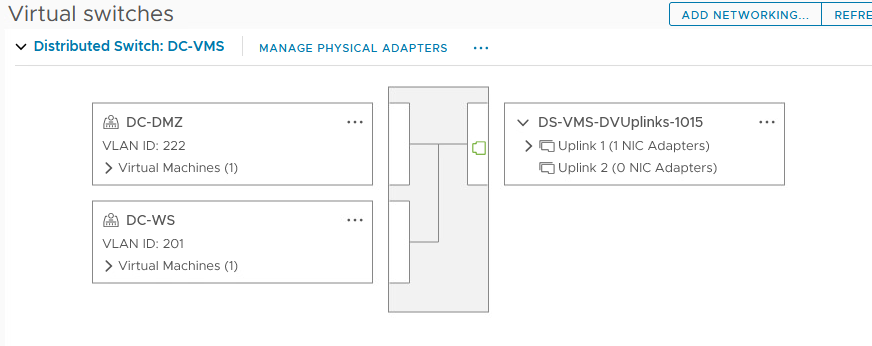 Virtual switches
ADD NETWORKING... REFRE
Distributed Switch: DC-VMS MANAGE PHYSICAL ADAPTERS ...
DC-DMZ ...
VLAN ID: 222
Virtual Machines (1)
DC-WS ...
VLAN ID: 201
Virtual Machines (1)
DS-VMS-DVUplinks-1015 ...
Uplink 1 (1 NIC Adapters)
Uplink 2 (0 NIC Adapters)